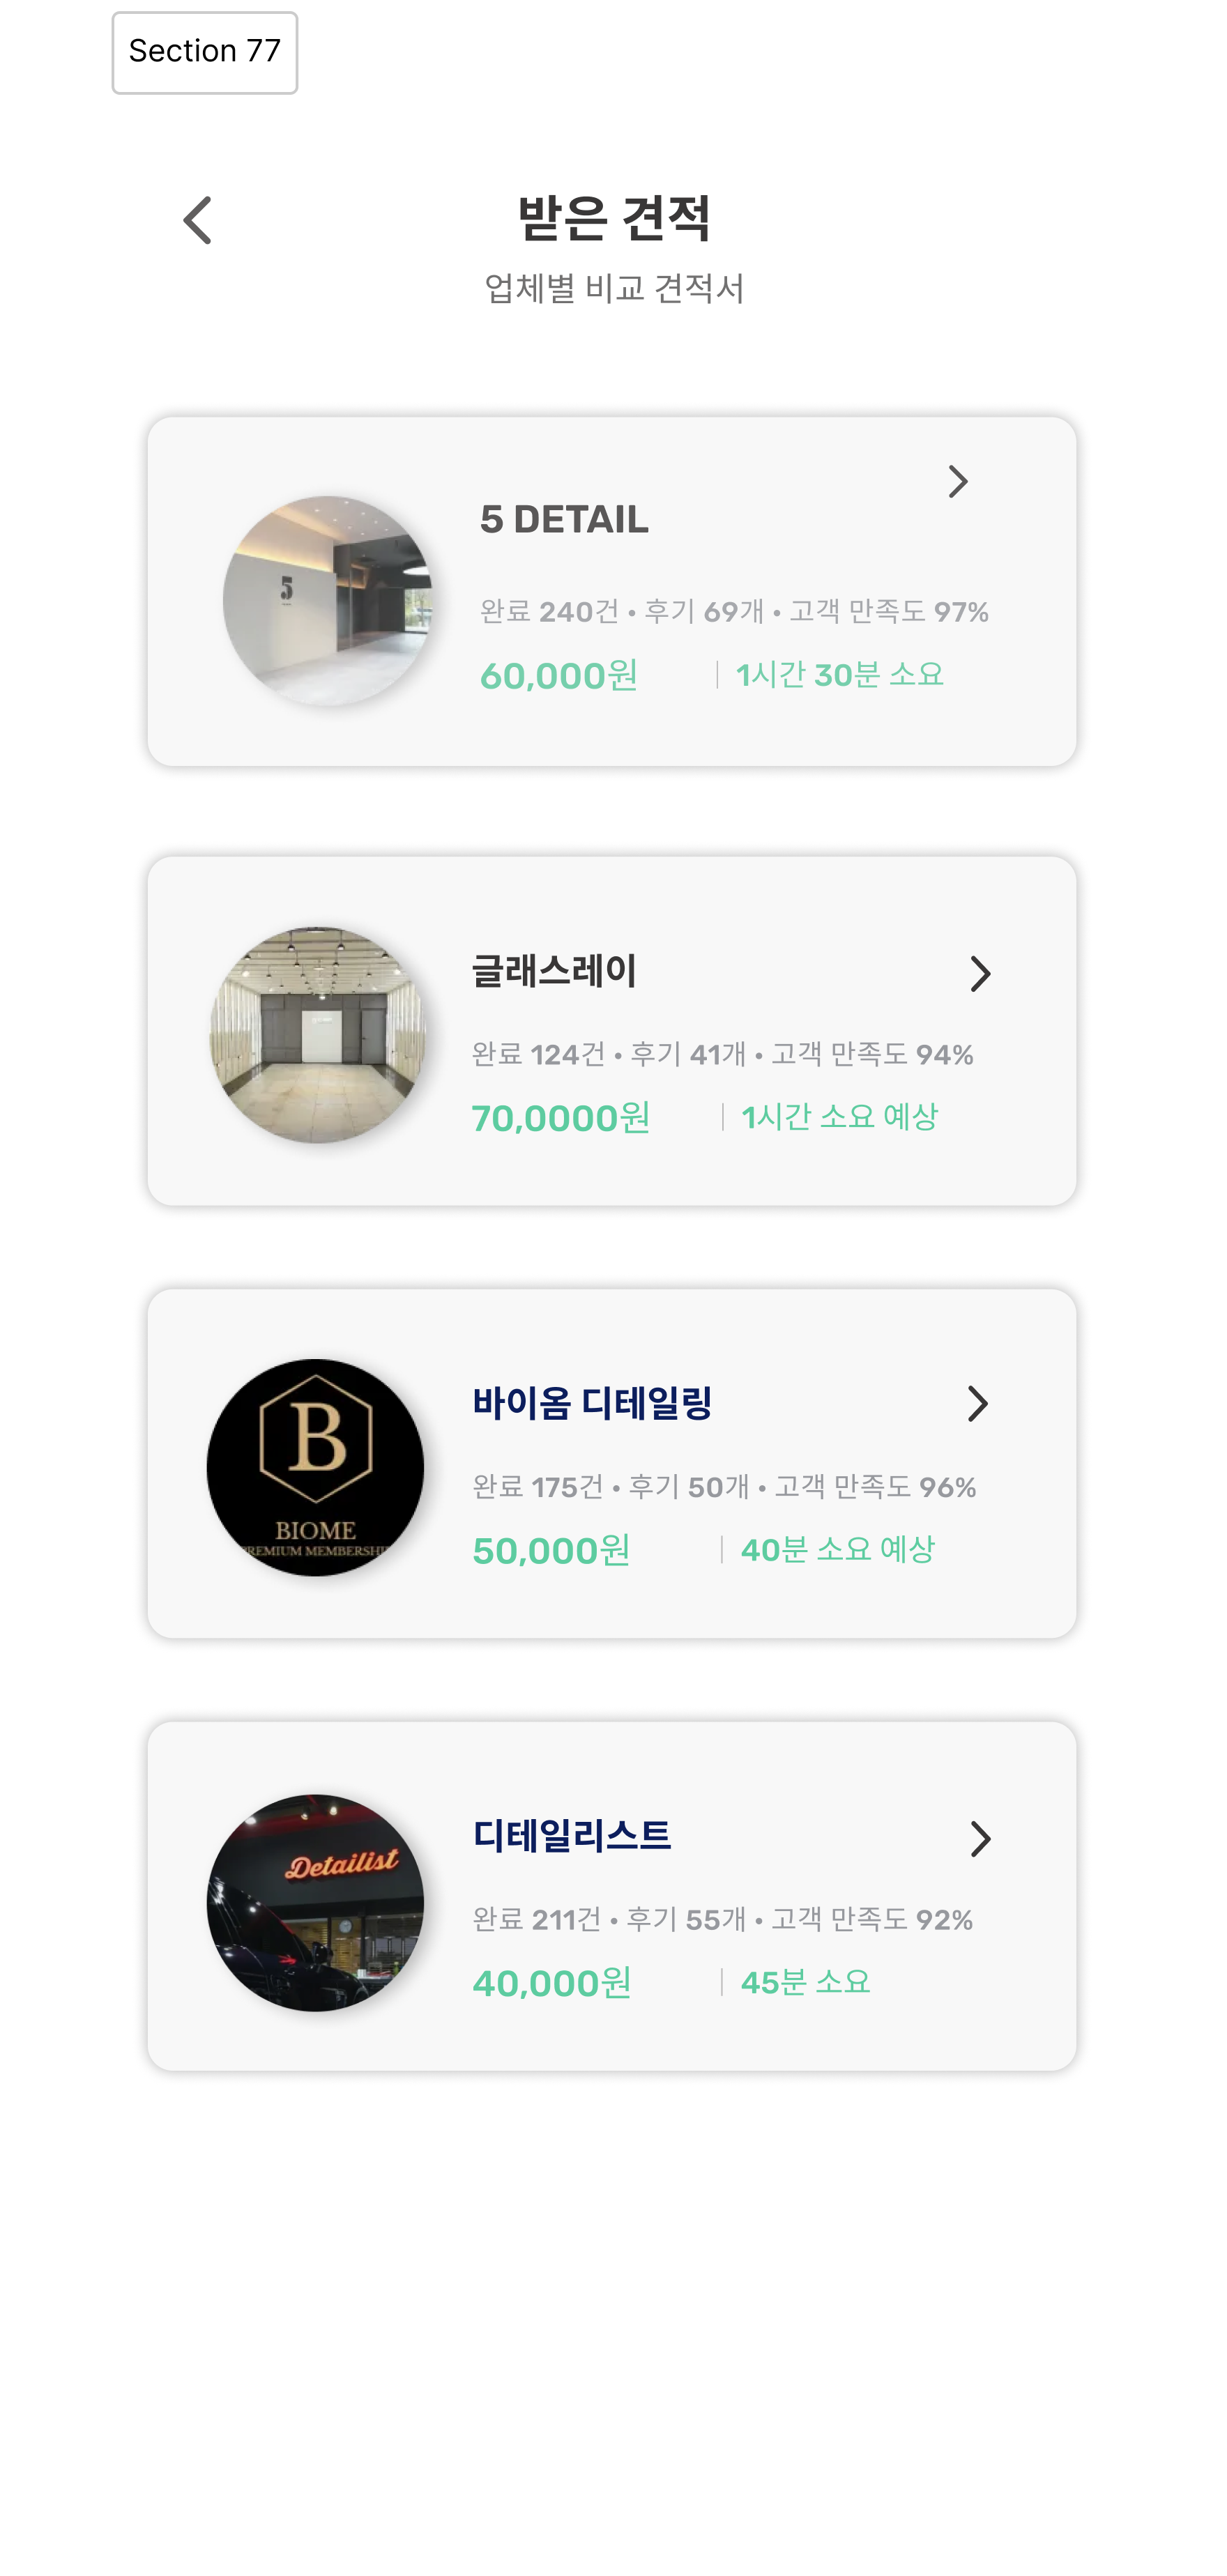 Section 77
받은 견적
업체별 비교 견적서
5
5 DETAIL
완료 240건 • 후기 69개 • 고객 만족도 97%
60,000원 | 1시간 30분 소요
글래스레이
완료 124건 • 후기 41개 • 고객 만족도 94%
70,0000원 | 1시간 소요 예상
B
BIOME
PREMIUM MEMBERSHI
바이옴 디테일링
완료 175건 • 후기 50개 • 고객 만족도 96%
50,000원 | 40분 소요 예상
Detailist
디테일리스트
완료 211건 • 후기 55개 • 고객 만족도 92%
40,000원 | 45분 소요